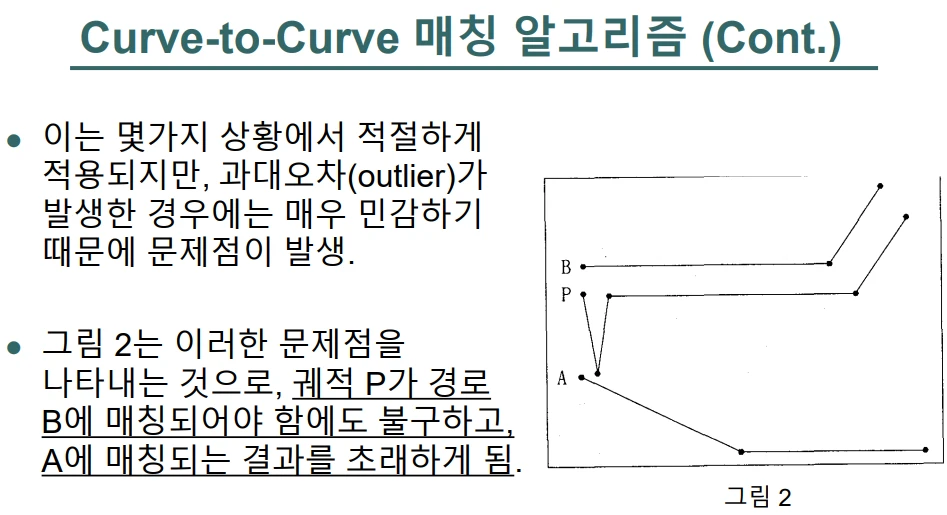 Curve-to-Curve 매칭 알고리즘 (Cont.)
● 이는 몇가지 상황에서 적절하게
적용되지만, 과대오차(outlier)가
발생한 경우에는 매우 민감하기
때문에 문제점이 발생.
● 그림 2는 이러한 문제점을
나타내는 것으로, 궤적 P가 경로
B에 매칭되어야 함에도 불구하고,
A에 매칭되는 결과를 초래하게 됨.
B
P
A
그림 2